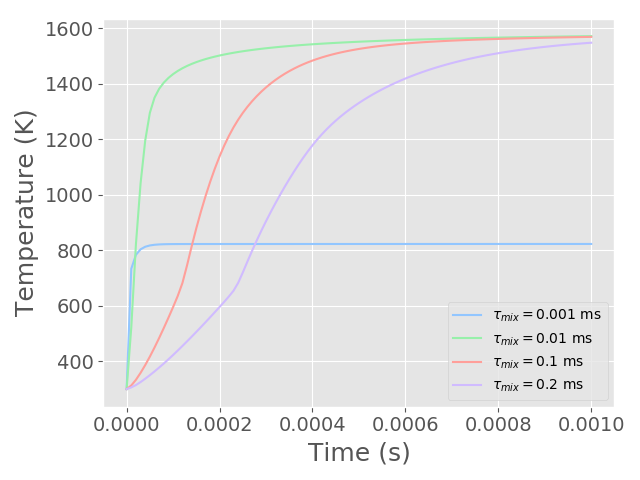 1600
1400
1200
1000
800
600
400
Temperature (K)
τmix = 0.001 ms
τmix = 0.01 ms
τmix = 0.1 ms
τmix = 0.2 ms
0.0000 0.0002 0.0004 0.0006 0.0008 0.0010
Time (s)